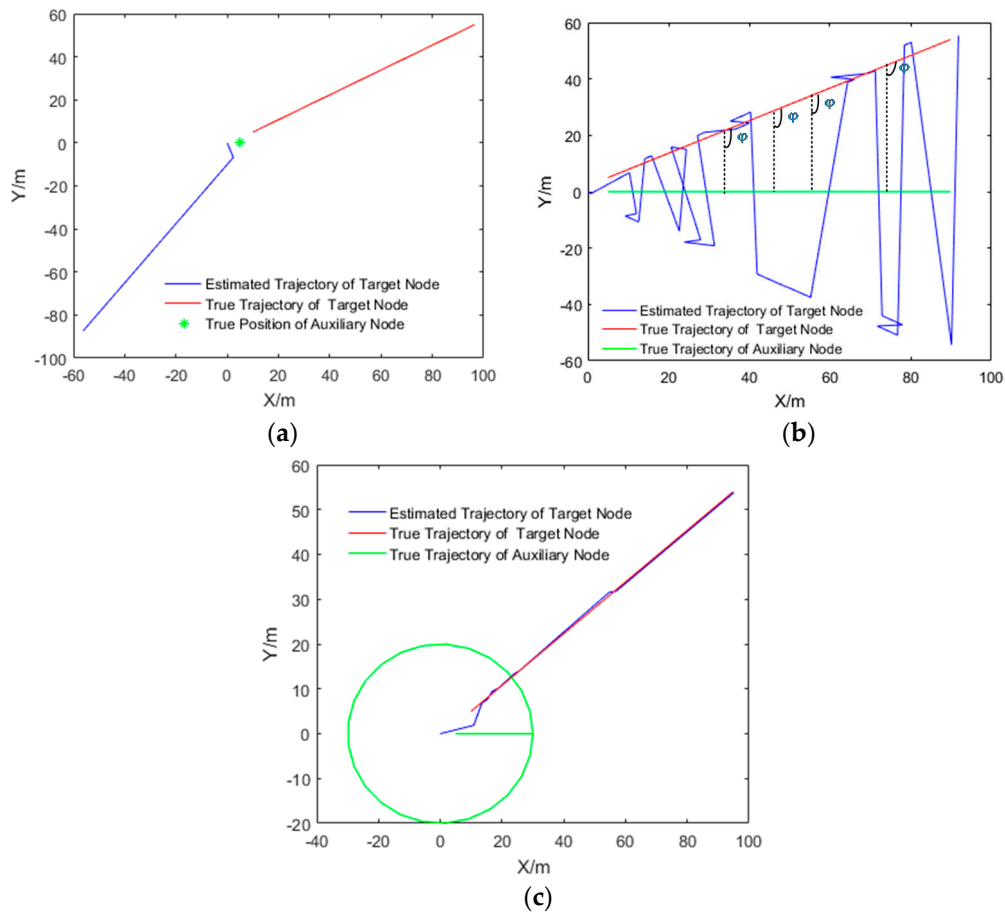 60
40
20
0
-20
-40
-60
-80
-100
Y/m
Estimated Trajectory of Target Node
True Trajectory of Target Node
True Position of Auxiliary Node
-60 -40 -20 0 20 40 60 80 100
X/m
(a)
60
40
20
0
-20
-40
-60
Y/m
φ
φ
φ
φ
Estimated Trajectory of Target Node
True Trajectory of Target Node
True Trajectory of Auxiliary Node
0 20 40 60 80 100
X/m
(b)
60
50
40
30
20
10
0
-10
-20
Y/m
Estimated Trajectory of Target Node
True Trajectory of Target Node
True Trajectory of Auxiliary Node
-40 -20 0 20 40 60 80 100
X/m
(c)